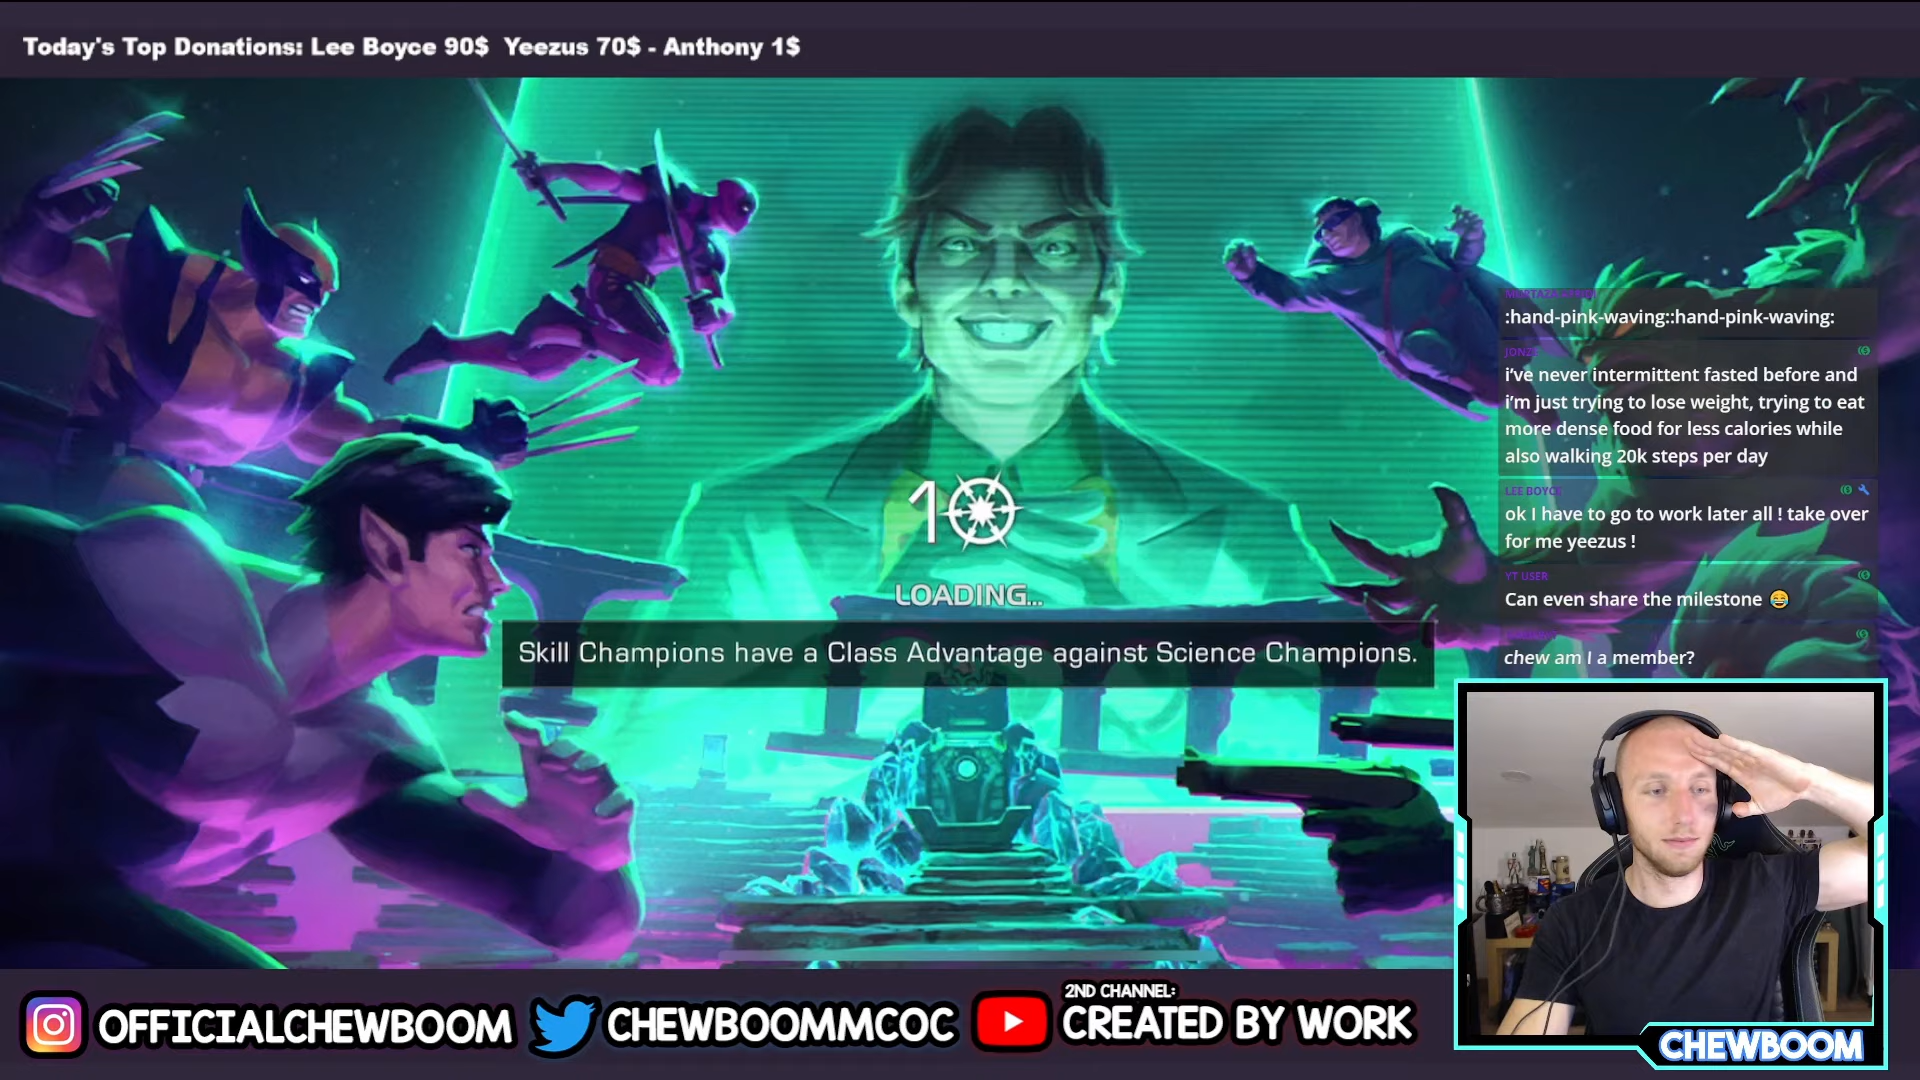 Today's Top Donations: Lee Boyce 90$  Yeezus 70$ - Anthony 1$
:hand-pink-waving::hand-pink-waving:
i've never intermittent fasted before and
i'm just trying to lose weight, trying to eat
more dense food for less calories while
also walking 20k steps per day
LEE BOYCE
ok I have to go to work later all ! take over
for me yeezus !
YT USER
Can even share the milestone 😂
chew am I a member?
10
LOADING...
Skill Champions have a Class Advantage against Science Champions.
OFFICIALCHEWBOOM
CHEWBOOMMCOC
2ND CHANNEL:
CREATED BY WORK
CHEWBOOM